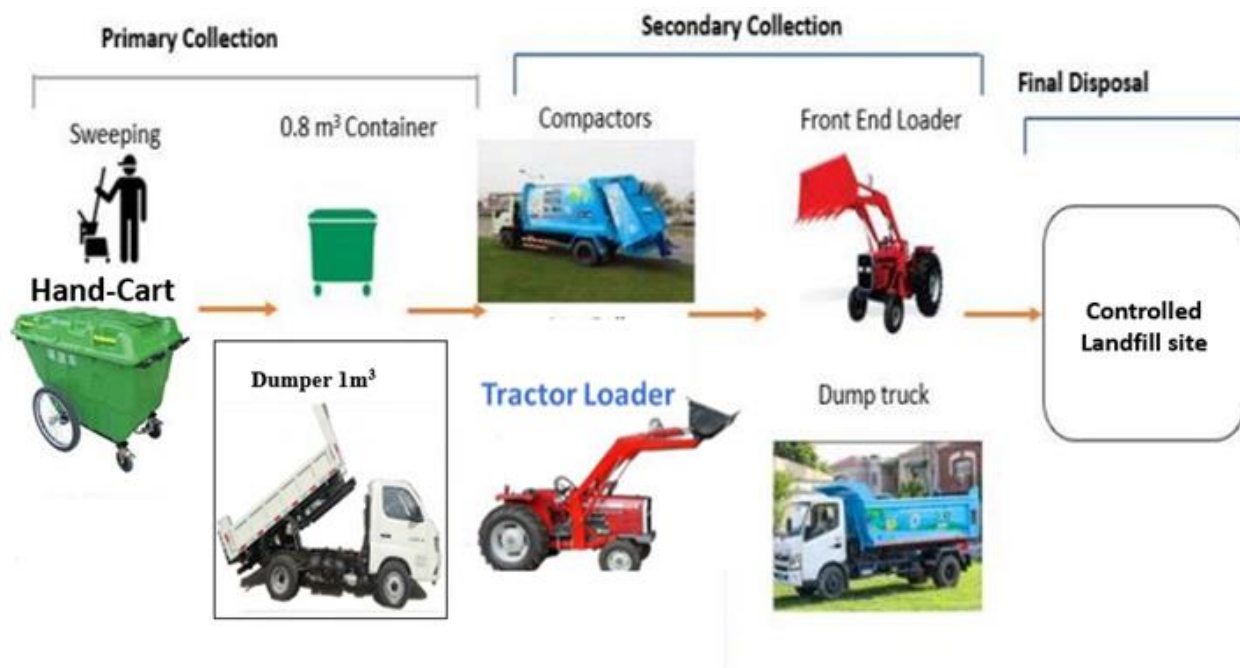 Primary Collection
Secondary Collection
Final Disposal
Sweeping
0.8 m³ Container
Compactors
Front End Loader
Hand-Cart
Controlled
Landfill site
Dumper 1m³
Tractor Loader
Dump truck